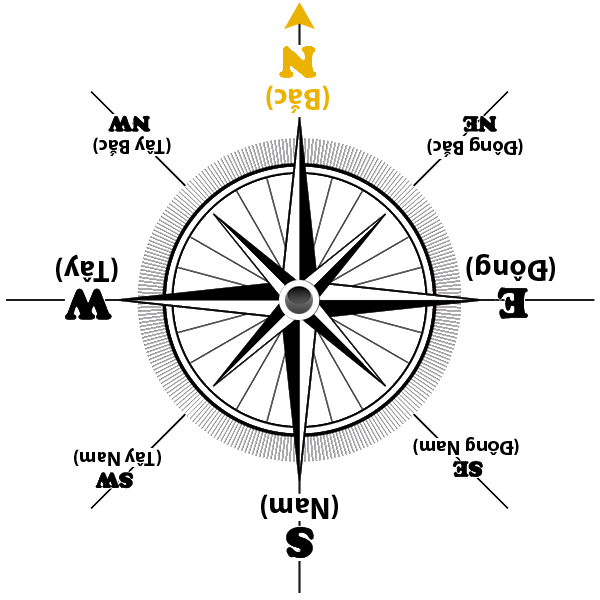 N
(Bắc)
NW
(Tây Bắc)
NE
(Đông Bắc)
(Tây)
W
(Đông)
E
(Tây Nam)
SW
(Đông Nam)
SE
(Nam)
S